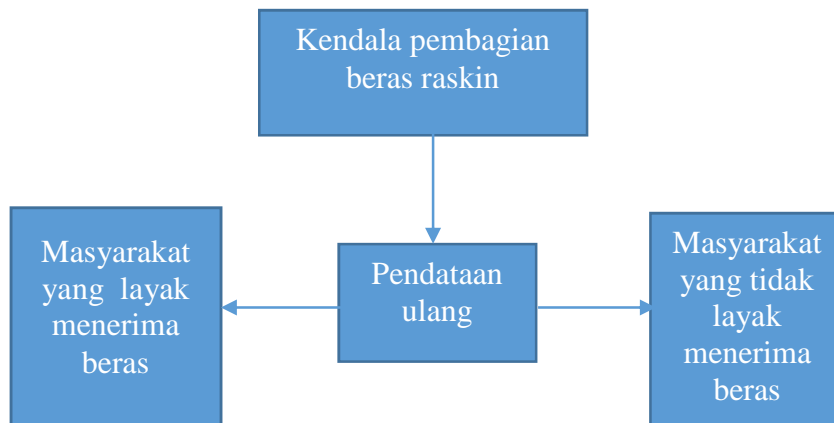 Kendala pembagian
beras raskin
Masyarakat
yang layak
menerima
beras
Pendataan
ulang
Masyarakat
yang tidak
layak
menerima
beras